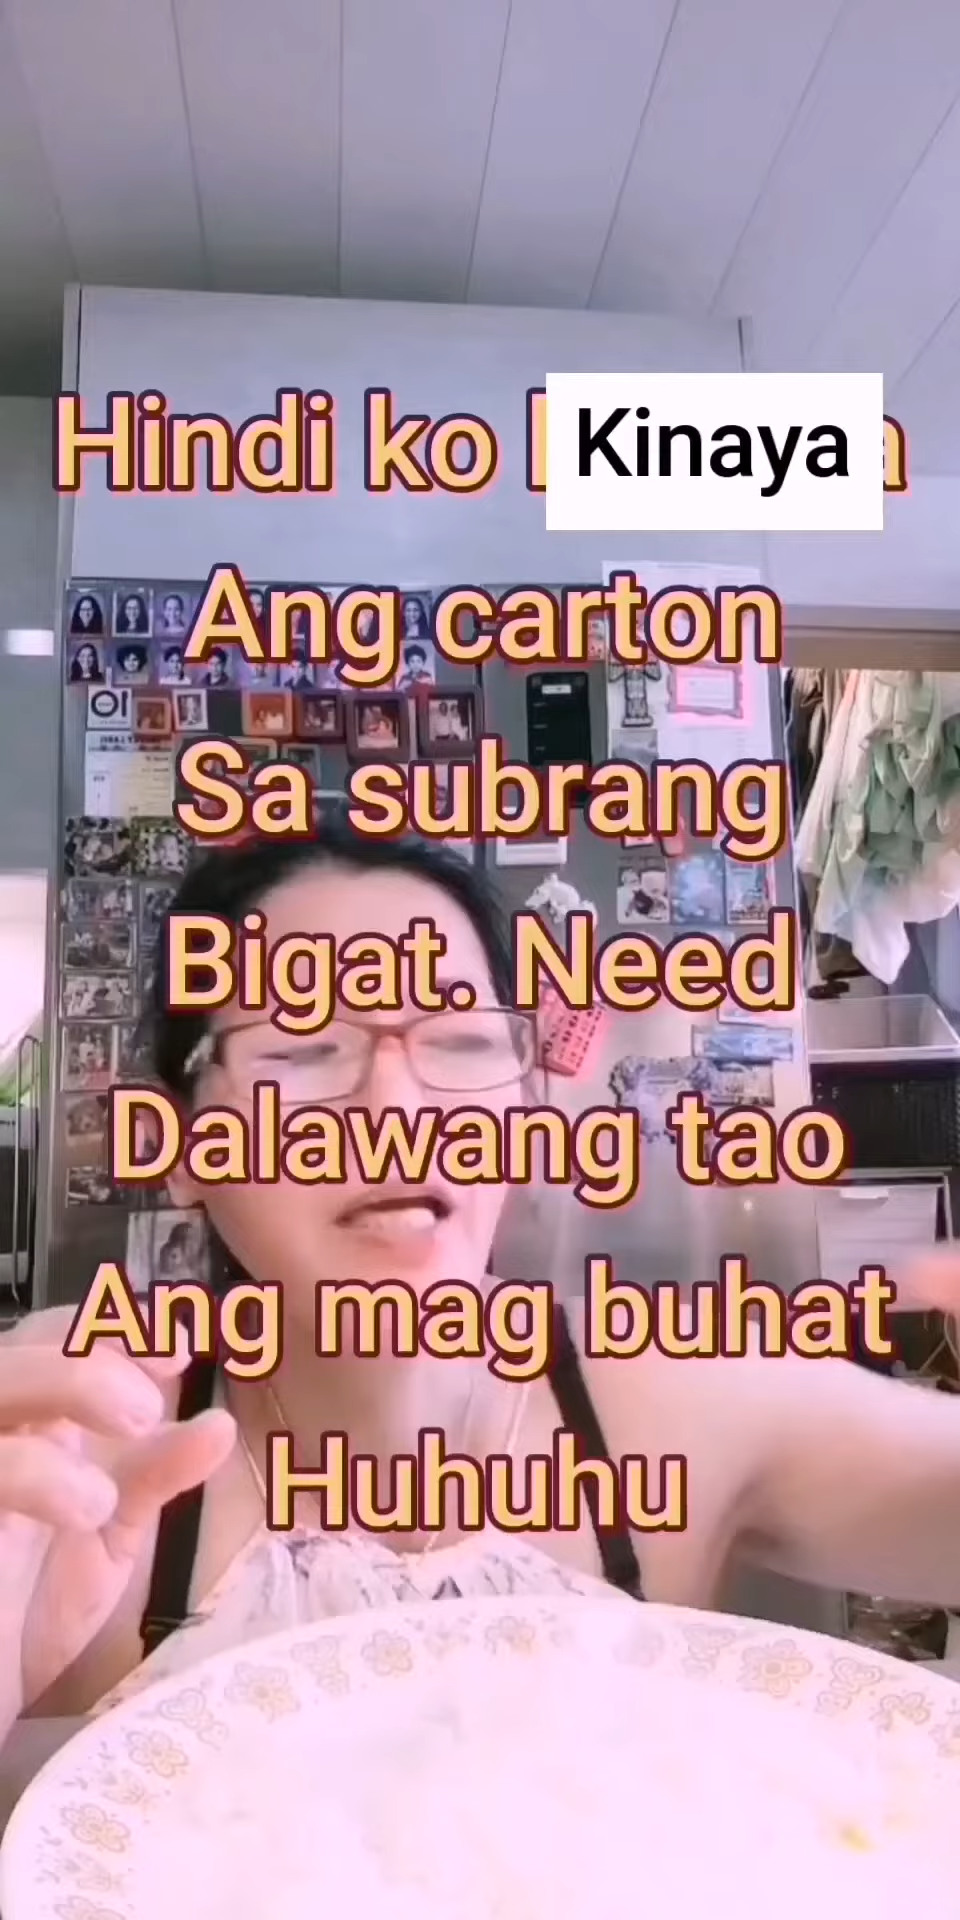 Hindi ko Kinaya
Ang carton
Sa subrang
Bigat. Need
Dalawang tao
Ang mag buhat
Huhuhu